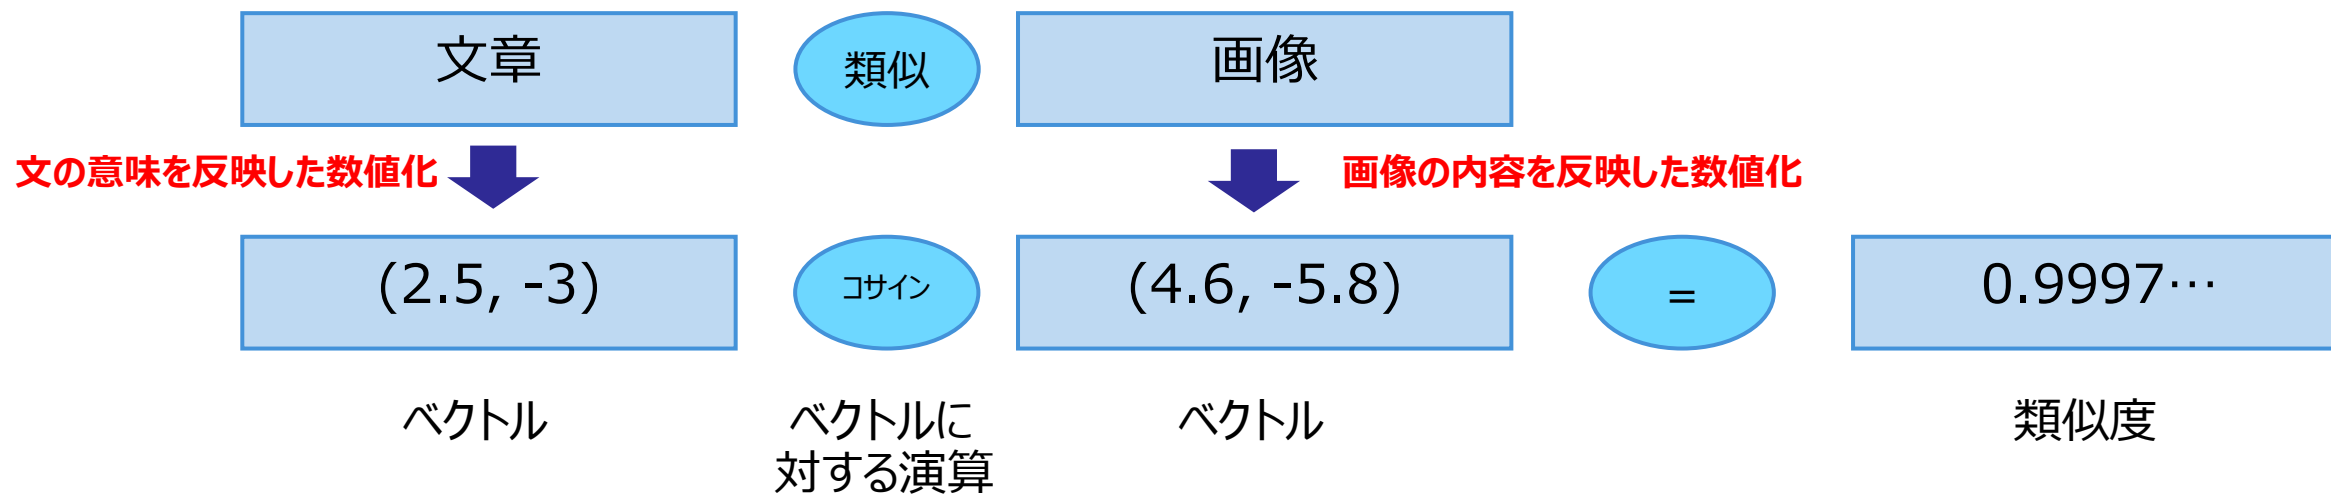 文章
類似
画像
文の意味を反映した数値化
画像の内容を反映した数値化
(2.5, -3)
コサイン
(4.6, -5.8)
=
0.9997…
ベクトル
ベクトルに
対する演算
ベクトル
類似度